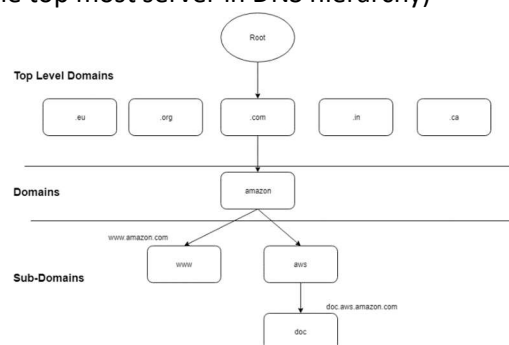 the top most server in DNS hierarchy)
Root
Top Level Domains
.eu .org .com .in .ca
Domains
amazon
www.amazon.com
www aws
Sub-Domains
doc.aws.amazon.com
doc